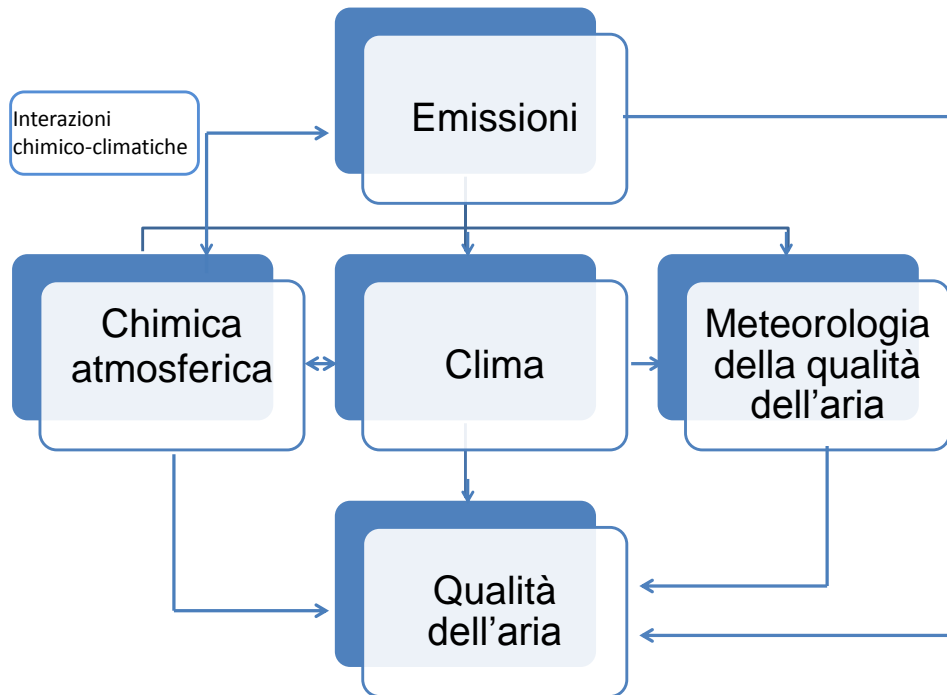 Emissioni
Interazioni
chimico-climatiche
Chimica
atmosferica
Clima
Meteorologia
della qualità
dell’aria
Qualità
dell’aria